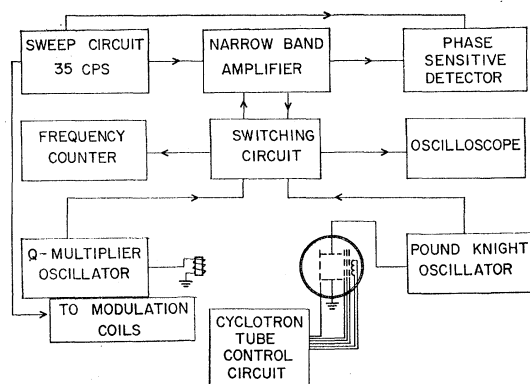 SWEEP CIRCUIT
35 CPS
NARROW BAND
AMPLIFIER
PHASE
SENSITIVE
DETECTOR
FREQUENCY
COUNTER
SWITCHING
CIRCUIT
OSCILLOSCOPE
Q-MULTIPLIER
OSCILLATOR
POUND KNIGHT
OSCILLATOR
TO MODULATION
COILS
CYCLOTRON
TUBE
CONTROL
CIRCUIT